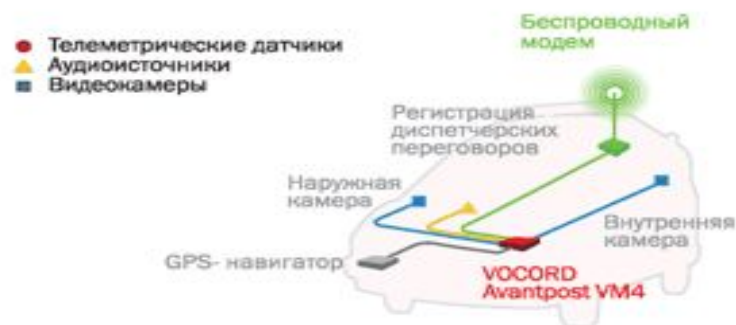 Беспроводный
модем
Телеметрические датчики
Аудиоисточники
Видеокамеры
Регистрация
диспетчерских
переговоров
Наружная
камера
Внутренняя
камера
GPS- навигатор
VOCORD
Avantpost VM4